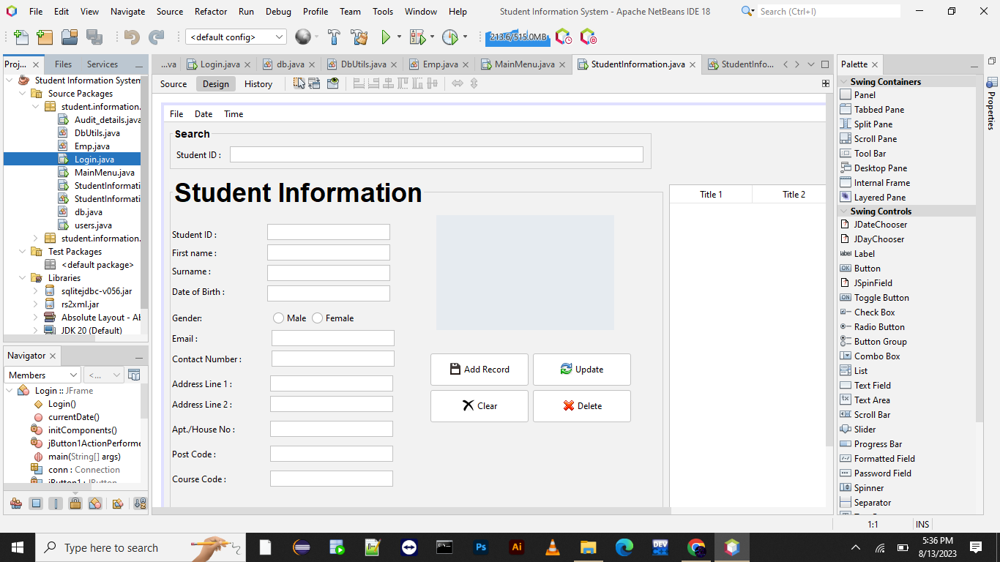 File Edit View Navigate Source Refactor Run Debug Profile Team Tools Window Help
Student Information System - Apache NetBeans IDE 18
Search (Ctrl+I)
<default config>
213.6/515.0MB
Proj... Files Services
Student Information System
Source Packages
student.information.
Audit_details.java
DbUtils.java
Emp.java
Login.java
MainMenu.java
StudentInformati
StudentInformati
db.java
users.java
student.information.
Test Packages
<default package>
Libraries
sqlitejdbc-v056.jar
rs2xml.jar
Absolute Layout - Ab
JDK 20 (Default)
Navigator
Members
<...
Login :: JFrame
Login()
currentDate()
initComponents()
jButton1ActionPerforme
main(String[] args)
conn : Connection
jButton1 : JButton
...va Login.java db.java DbUtils.java Emp.java MainMenu.java StudentInformation.java StudentInfo...
Source Design History
File Date Time
Search
Student ID :
Student Information
Student ID :
First name :
Surname :
Date of Birth :
Gender:
Male Female
Email :
Contact Number :
Address Line 1 :
Address Line 2 :
Apt./House No :
Post Code :
Course Code :
Add Record Update
Clear Delete
Title 1 Title 2
Palette
Swing Containers
Panel
Tabbed Pane
Split Pane
Scroll Pane
Tool Bar
Desktop Pane
Internal Frame
Layered Pane
Swing Controls
JDateChooser
JDayChooser
label Label
OK Button
JSpinField
ON Toggle Button
Check Box
Radio Button
Button Group
Combo Box
List
Text Field
Text Area
Scroll Bar
Slider
Progress Bar
Formatted Field
Password Field
Spinner
Separator
Properties
1:1 INS
Type here to search
Ps
Ai
DEV
5:36 PM
8/13/2023